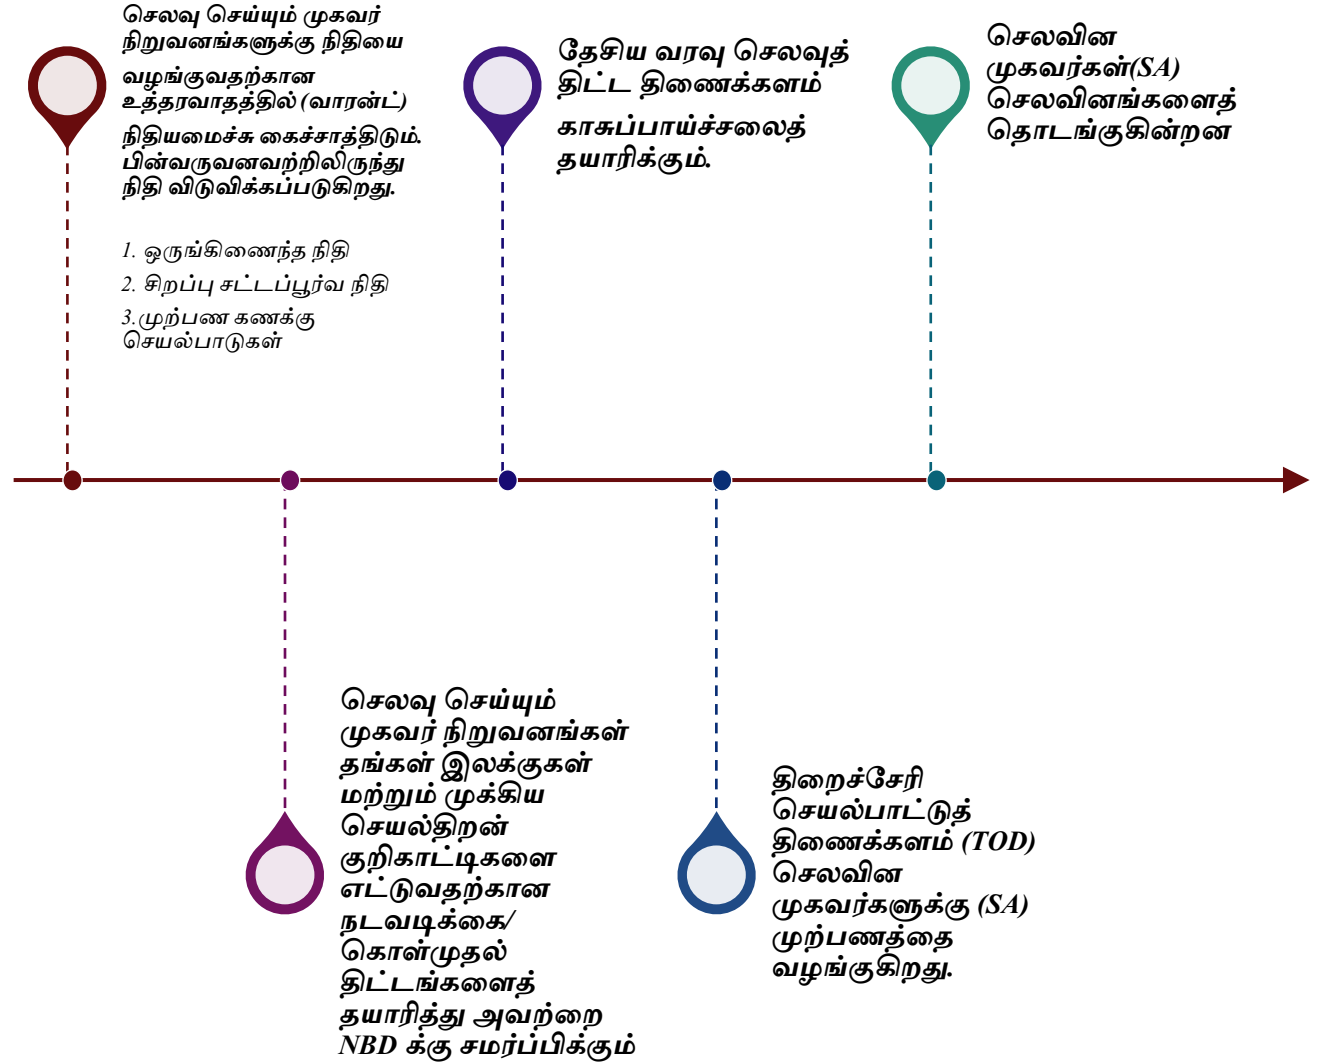 செலவு செய்யும் முகவர்
நிறுவனங்களுக்கு நிதியை
வழங்குவதற்கான
உத்தரவாதத்தில் (வாரன்ட்)
நிதியமைச்சு கைச்சாத்திடும்.
பின்வருவனவற்றிலிருந்து
நிதி விடுவிக்கப்படுகிறது.
1. ஒருங்கிணைந்த நிதி
2. சிறப்பு சட்டப்பூர்வ நிதி
3.முற்பண கணக்கு
செயல்பாடுகள்
செலவு செய்யும்
முகவர் நிறுவனங்கள்
தங்கள் இலக்குகள்
மற்றும் முக்கிய
செயல்திறன்
குறிகாட்டிகளை
எட்டுவதற்கான
நடவடிக்கை/
கொள்முதல்
திட்டங்களைத்
தயாரித்து அவற்றை
NBD க்கு சமர்ப்பிக்கும்
தேசிய வரவு செலவுத்
திட்ட திணைக்களம்
காசுப்பாய்ச்சலைத்
தயாரிக்கும்.
திறைச்சேரி
செயல்பாட்டுத்
திணைக்களம் (TOD)
செலவின
முகவர்களுக்கு (SA)
முற்பணத்தை
வழங்குகிறது.
செலவின
முகவர்கள்(SA)
செலவினங்களைத்
தொடங்குகின்றன